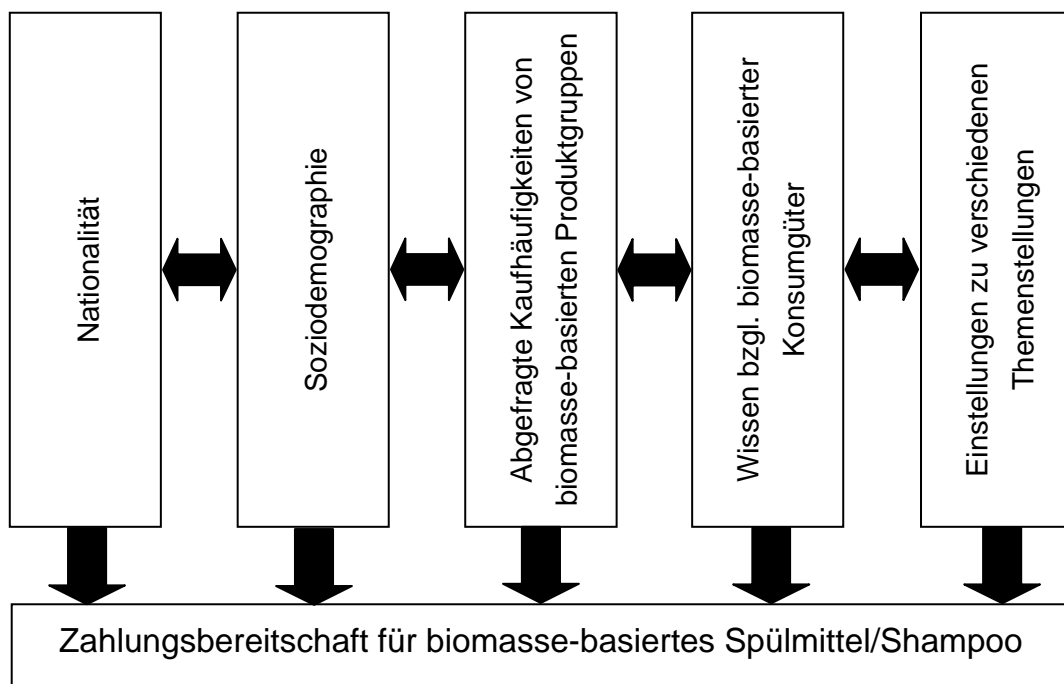 Nationalität
Soziodemographie
Abgefragte Kaufhäufigkeiten von
biomasse-basierten Produktgruppen
Wissen bzgl. biomasse-basierter
Konsumgüter
Einstellungen zu verschiedenen
Themenstellungen
Zahlungsbereitschaft für biomasse-basiertes Spülmittel/Shampoo